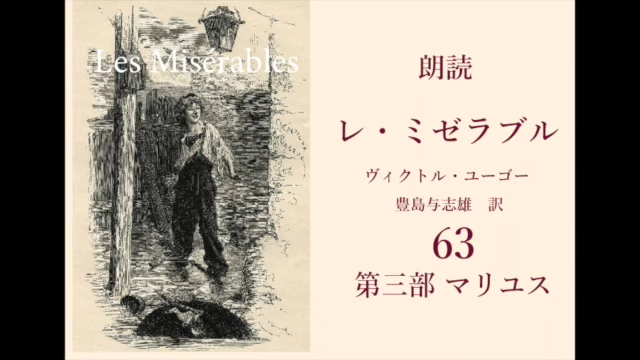 Les Misérables
朗読
レ・ミゼラブル
ヴィクトル・ユーゴー
豊島与志雄 訳
63
第三部 マリユス